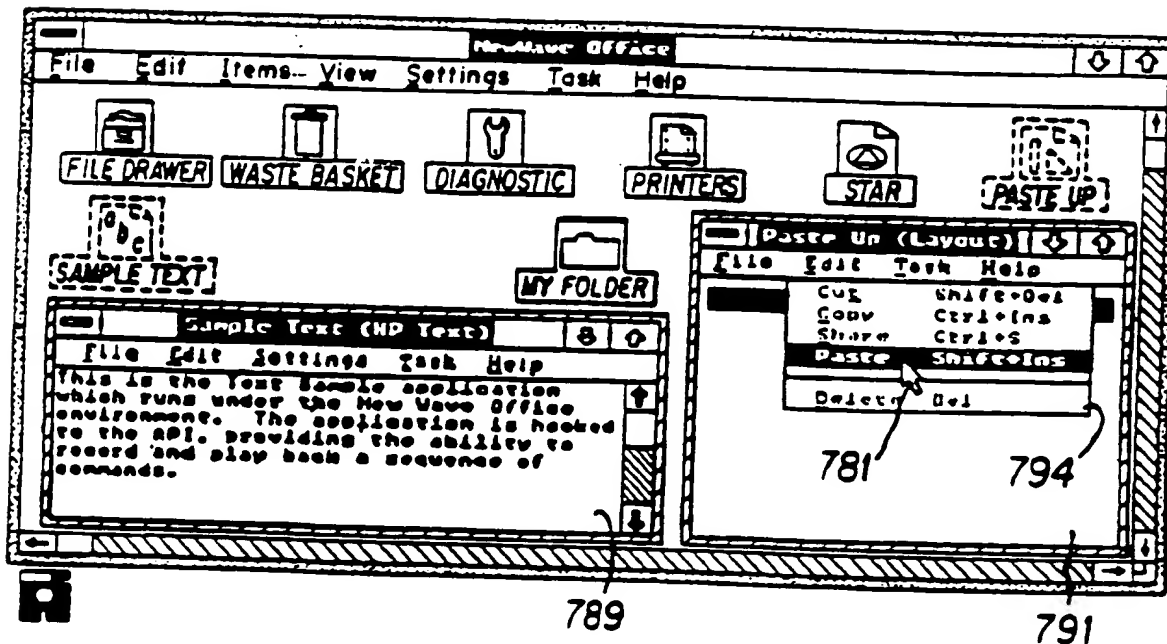 NewWave Office
File Edit Items... View Settings Task Help
FILE DRAWER
WASTE BASKET
DIAGNOSTIC
PRINTERS
STAR
PASTE UP
abc
SAMPLE TEXT
MY FOLDER
Paste Up (Layout)
File Edit Task Help
Cut Shift+Del
Copy Ctrl+Ins
Share Ctrl+S
Paste Shift+Ins
Delete Del
Sample Text (HP Text)
File Edit Settings Task Help
This is the Text Sample application
which runs under the New Wave Office
environment. The application is hooked
to the API, providing the ability to
record and play back a sequence of
commands.
781
794
789
791